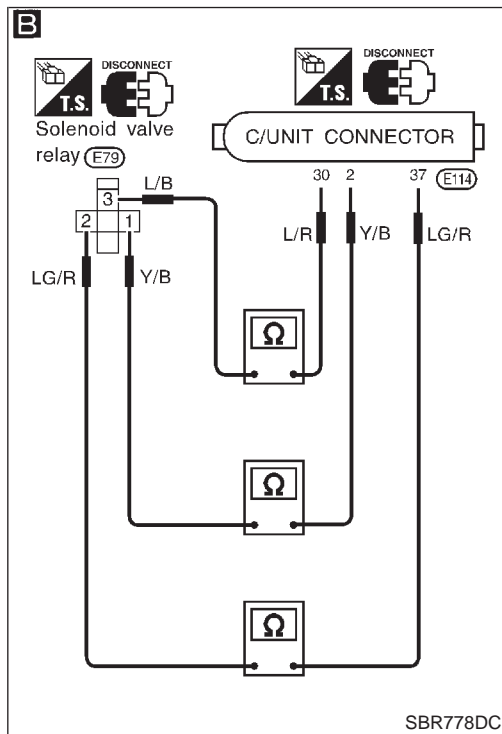 B
DISCONNECT
T.S.
Solenoid valve
relay E79
DISCONNECT
T.S.
C/UNIT CONNECTOR
30 2 37 E114
3 L/B
2 1
L/R Y/B LG/R
LG/R Y/B
Ω
Ω
Ω
SBR778DC